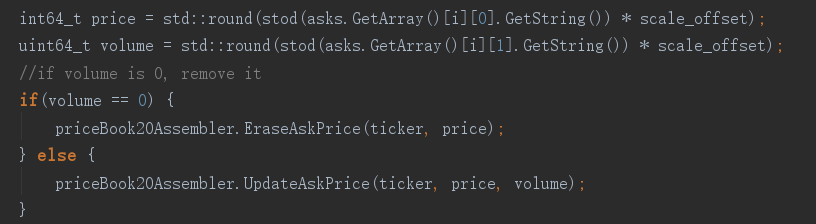 int64_t price = std::round(stod(asks.GetArray()[i][0].GetString()) * scale_offset);
uint64_t volume = std::round(stod(asks.GetArray()[i][1].GetString()) * scale_offset);
//if volume is 0, remove it
if(volume == 0) {
    priceBook20Assembler.EraseAskPrice(ticker, price);
} else {
    priceBook20Assembler.UpdateAskPrice(ticker, price, volume);
}